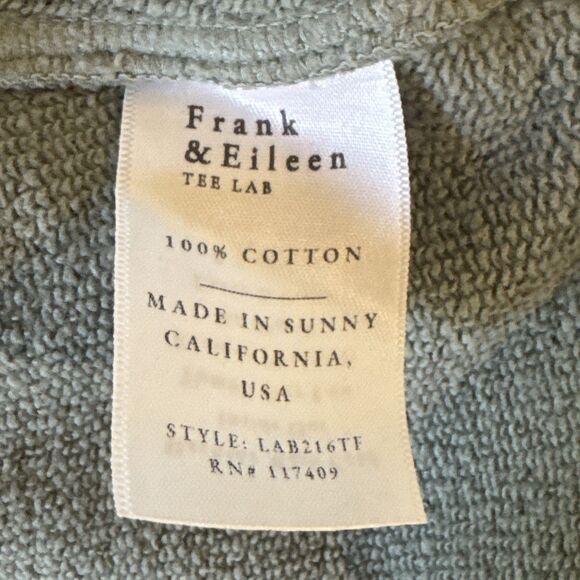 Frank
& Eileen
TEE LAB
100% COTTON
MADE IN SUNNY
CALIFORNIA,
USA
STYLE: LAB216TF
RN# 117409